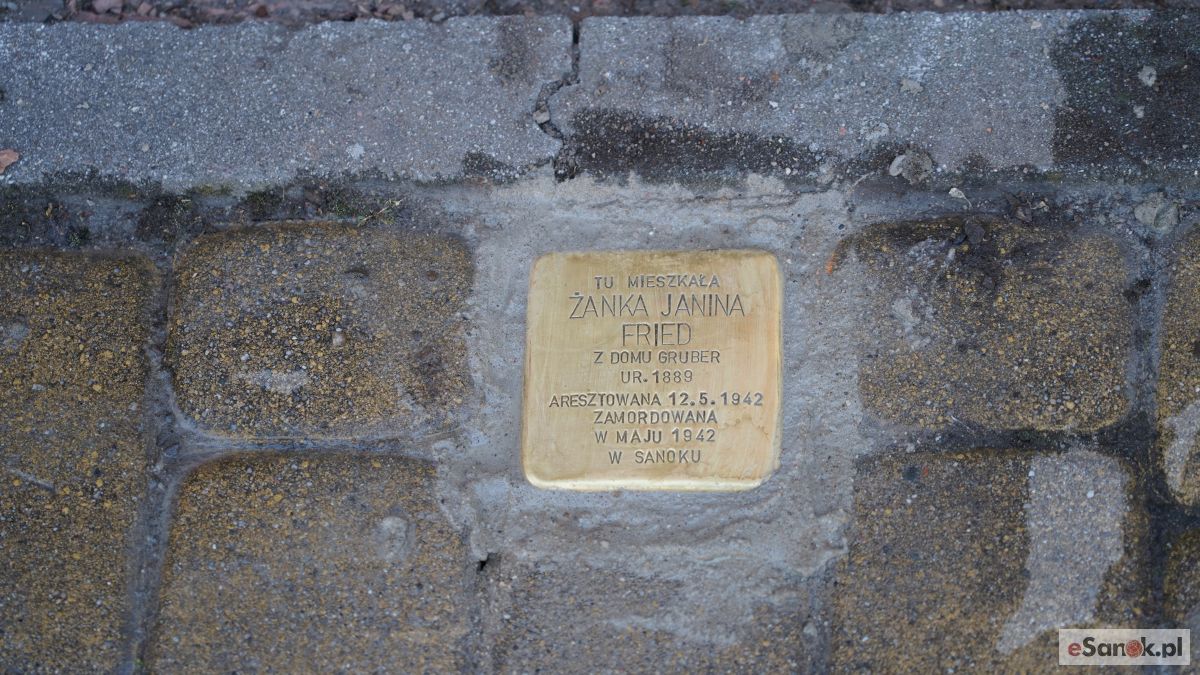 TU MIESZKAŁA
ŻANKA JANINA
FRIED
Z DOMU GRUBER
UR. 1889
ARESZTOWANA 12.5.1942
ZAMORDOWANA
W MAJU 1942
W SANOKU
eSanok.pl